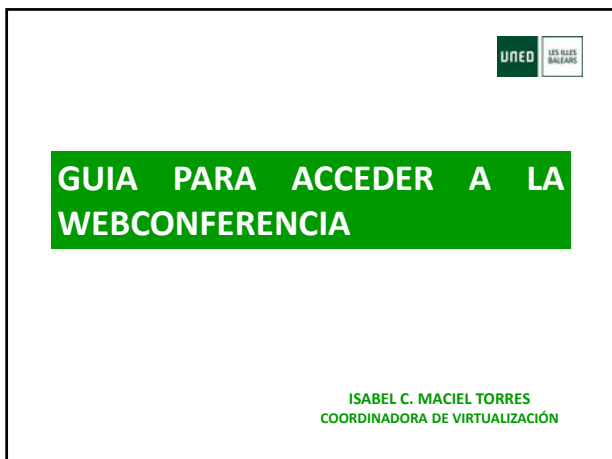 UNED
LES ILLES
BALEARS
GUIA PARA ACCEDER A LA
WEBCONFERENCIA
ISABEL C. MACIEL TORRES
COORDINADORA DE VIRTUALIZACIÓN